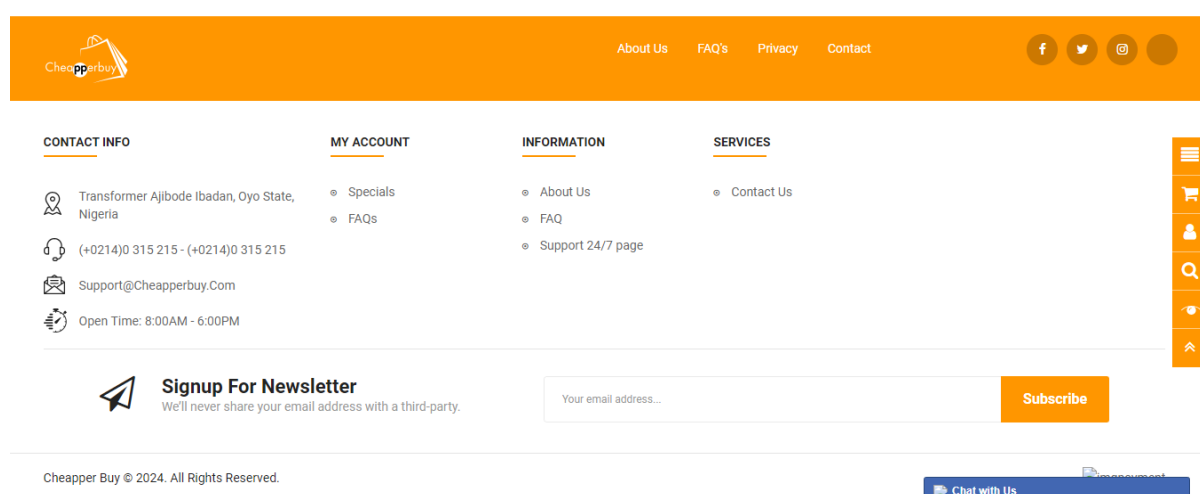 Cheapperbuy
About Us FAQ's Privacy Contact
CONTACT INFO
Transformer Ajibode Ibadan, Oyo State,
Nigeria
(+0214)0 315 215 - (+0214)0 315 215
Support@Cheapperbuy.Com
Open Time: 8:00AM - 6:00PM
MY ACCOUNT
Specials
FAQs
INFORMATION
About Us
FAQ
Support 24/7 page
SERVICES
Contact Us
Signup For Newsletter
We'll never share your email address with a third-party.
Your email address...
Subscribe
Cheapper Buy © 2024. All Rights Reserved.
imgpayment
Chat with Us